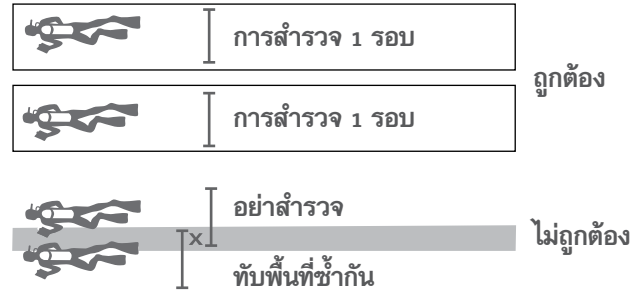 การสำรวจ 1 รอบ
ถูกต้อง
การสำรวจ 1 รอบ
อย่าสำรวจ
x
ไม่ถูกต้อง
ทับพื้นที่ซ้ำกัน